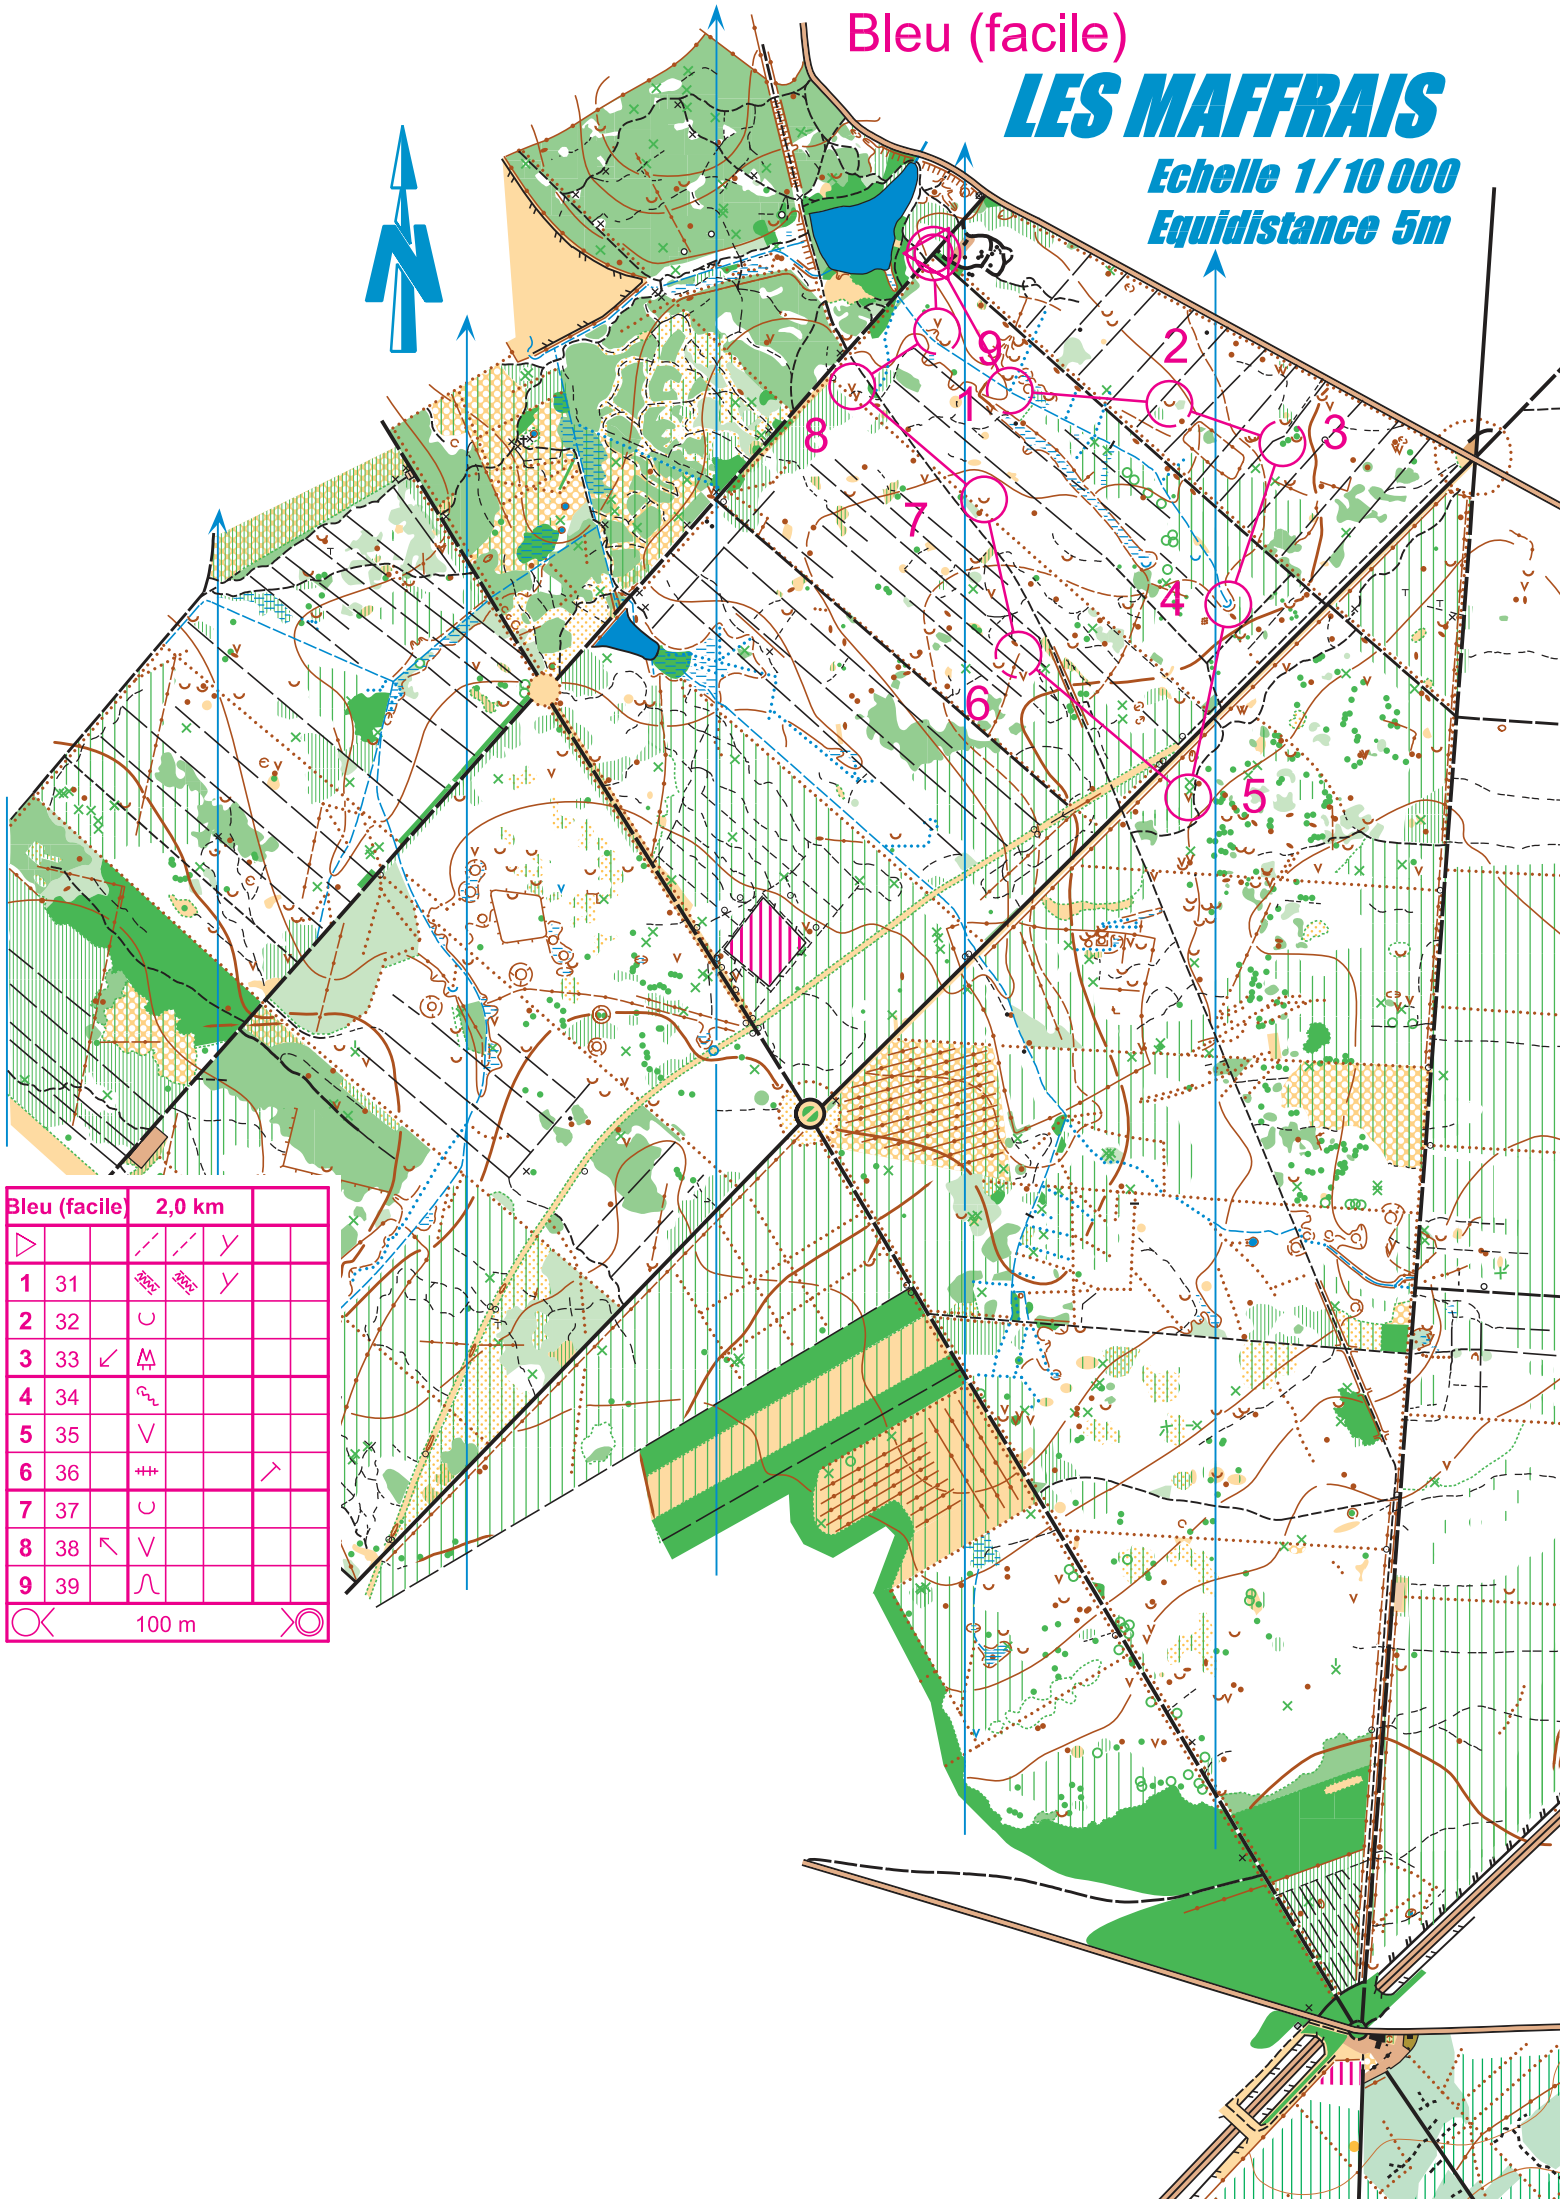 Bleu (facile)
LES MAFFRAIS
Echelle 1 / 10 000
Equidistance 5m
N
1
2
3
4
5
6
7
8
9
Bleu (facile) 2,0 km
1 31
2 32
3 33
4 34
5 35
6 36
7 37
8 38
9 39
100 m